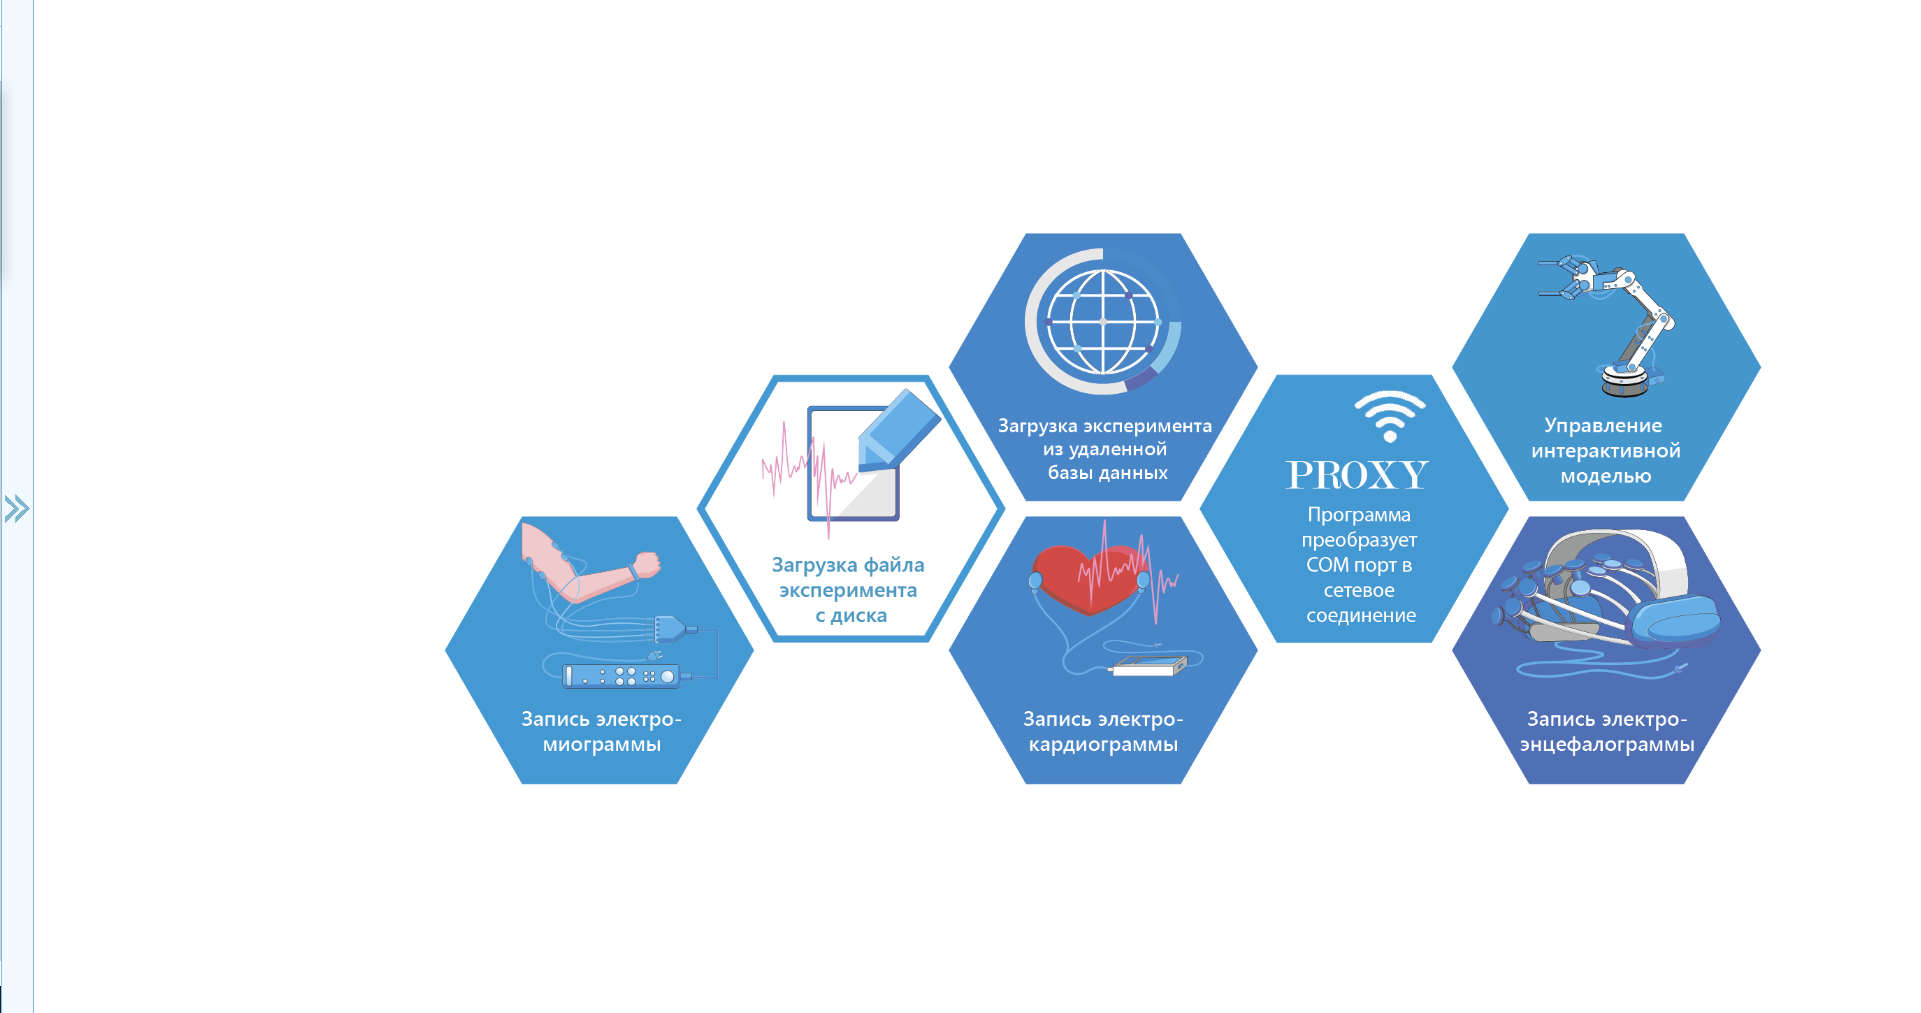 Загрузка эксперимента
из удаленной
базы данных
Управление
интерактивной
моделью
Загрузка файла
эксперимента
с диска
PROXY
Программа
преобразует
COM порт в
сетевое
соединение
Запись электро-
миограммы
Запись электро-
кардиограммы
Запись электро-
энцефалограммы